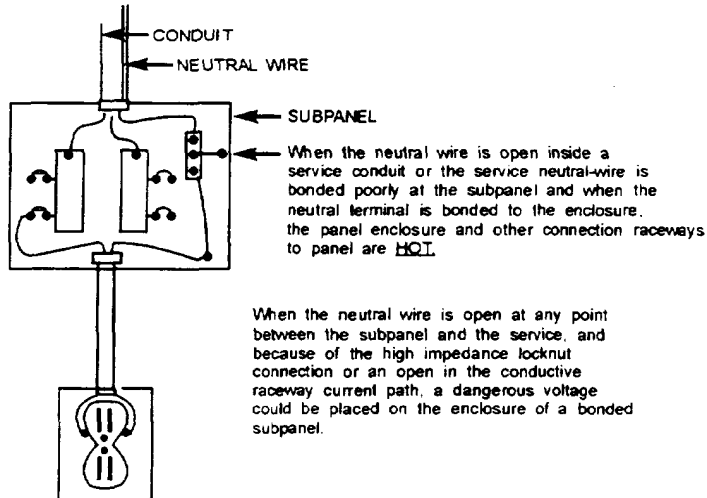 CONDUIT
NEUTRAL WIRE
SUBPANEL
When the neutral wire is open inside a
service conduit or the service neutral-wire is
bonded poorly at the subpanel and when the
neutral terminal is bonded to the enclosure,
the panel enclosure and other connection raceways
to panel are HOT.
When the neutral wire is open at any point
between the subpanel and the service, and
because of the high impedance locknut
connection or an open in the conductive
raceway current path, a dangerous voltage
could be placed on the enclosure of a bonded
subpanel.